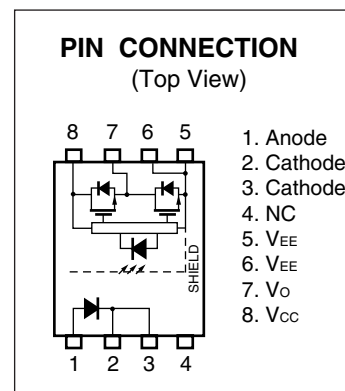 PIN CONNECTION
(Top View)
8 7 6 5
SHIELD
1 2 3 4
1. Anode
2. Cathode
3. Cathode
4. NC
5. VEE
6. VEE
7. VO
8. VCC